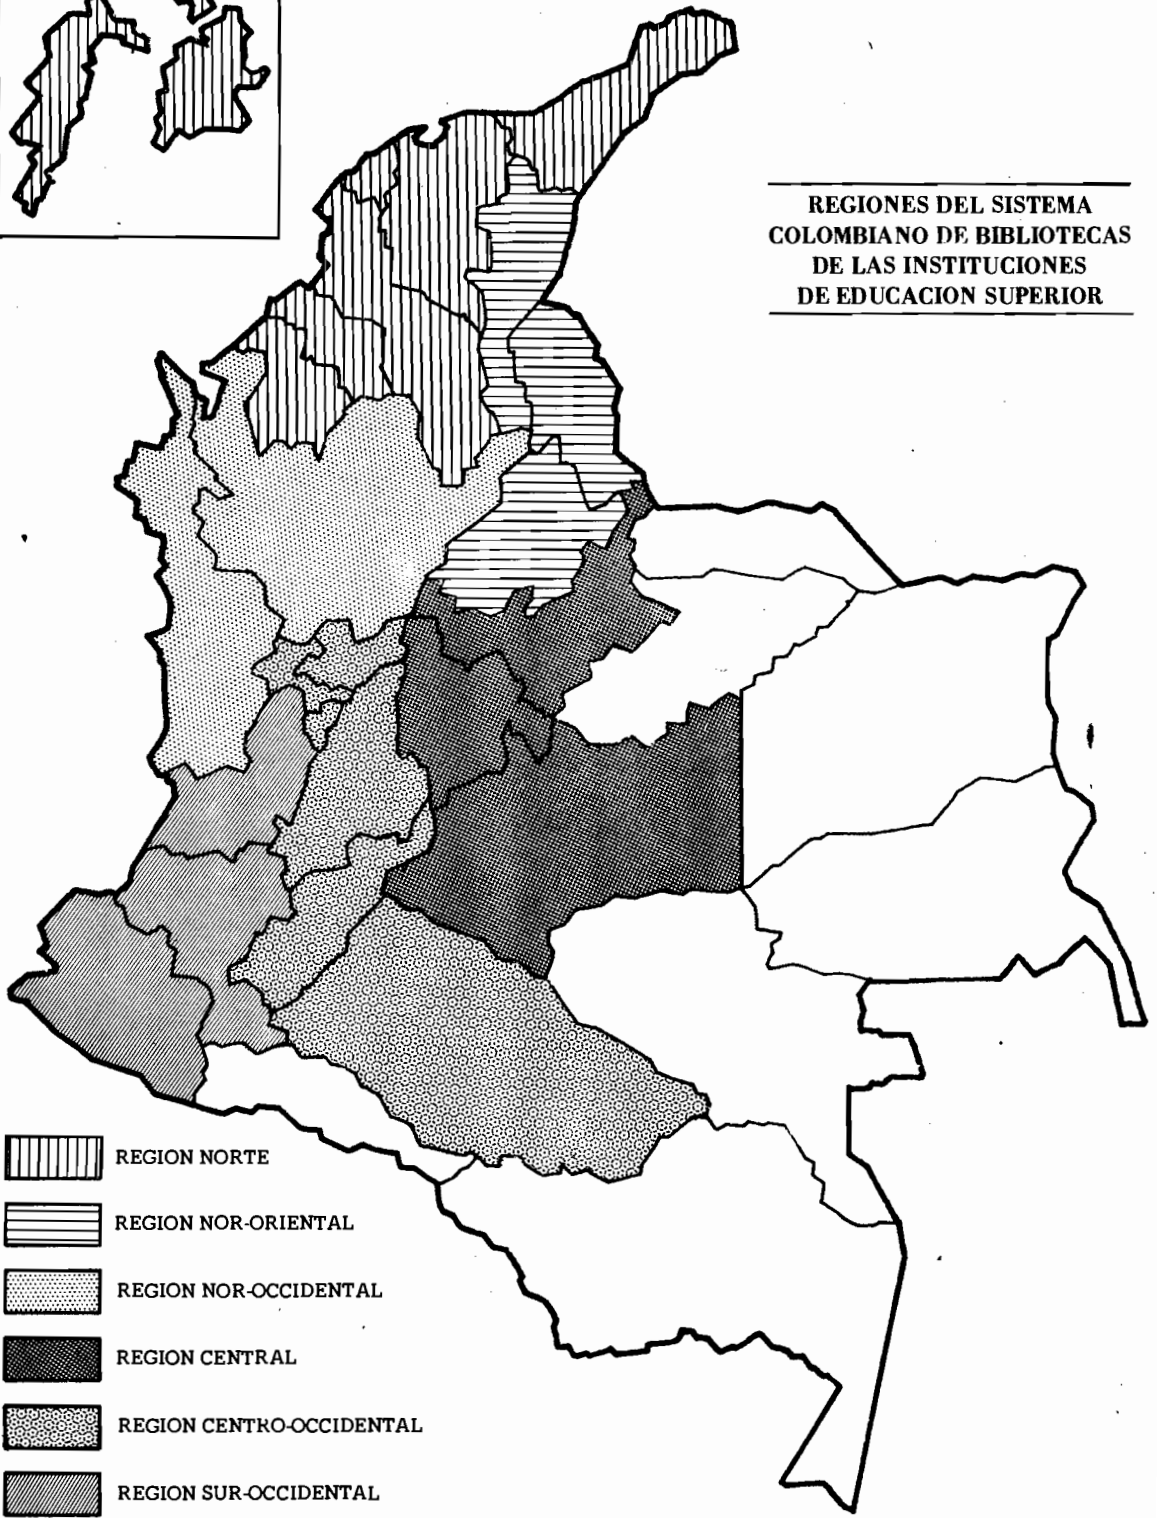 REGIONES DEL SISTEMA
COLOMBIANO DE BIBLIOTECAS
DE LAS INSTITUCIONES
DE EDUCACION SUPERIOR
REGION NORTE
REGION NOR-ORIENTAL
REGION NOR-OCCIDENTAL
REGION CENTRAL
REGION CENTRO-OCCIDENTAL
REGION SUR-OCCIDENTAL